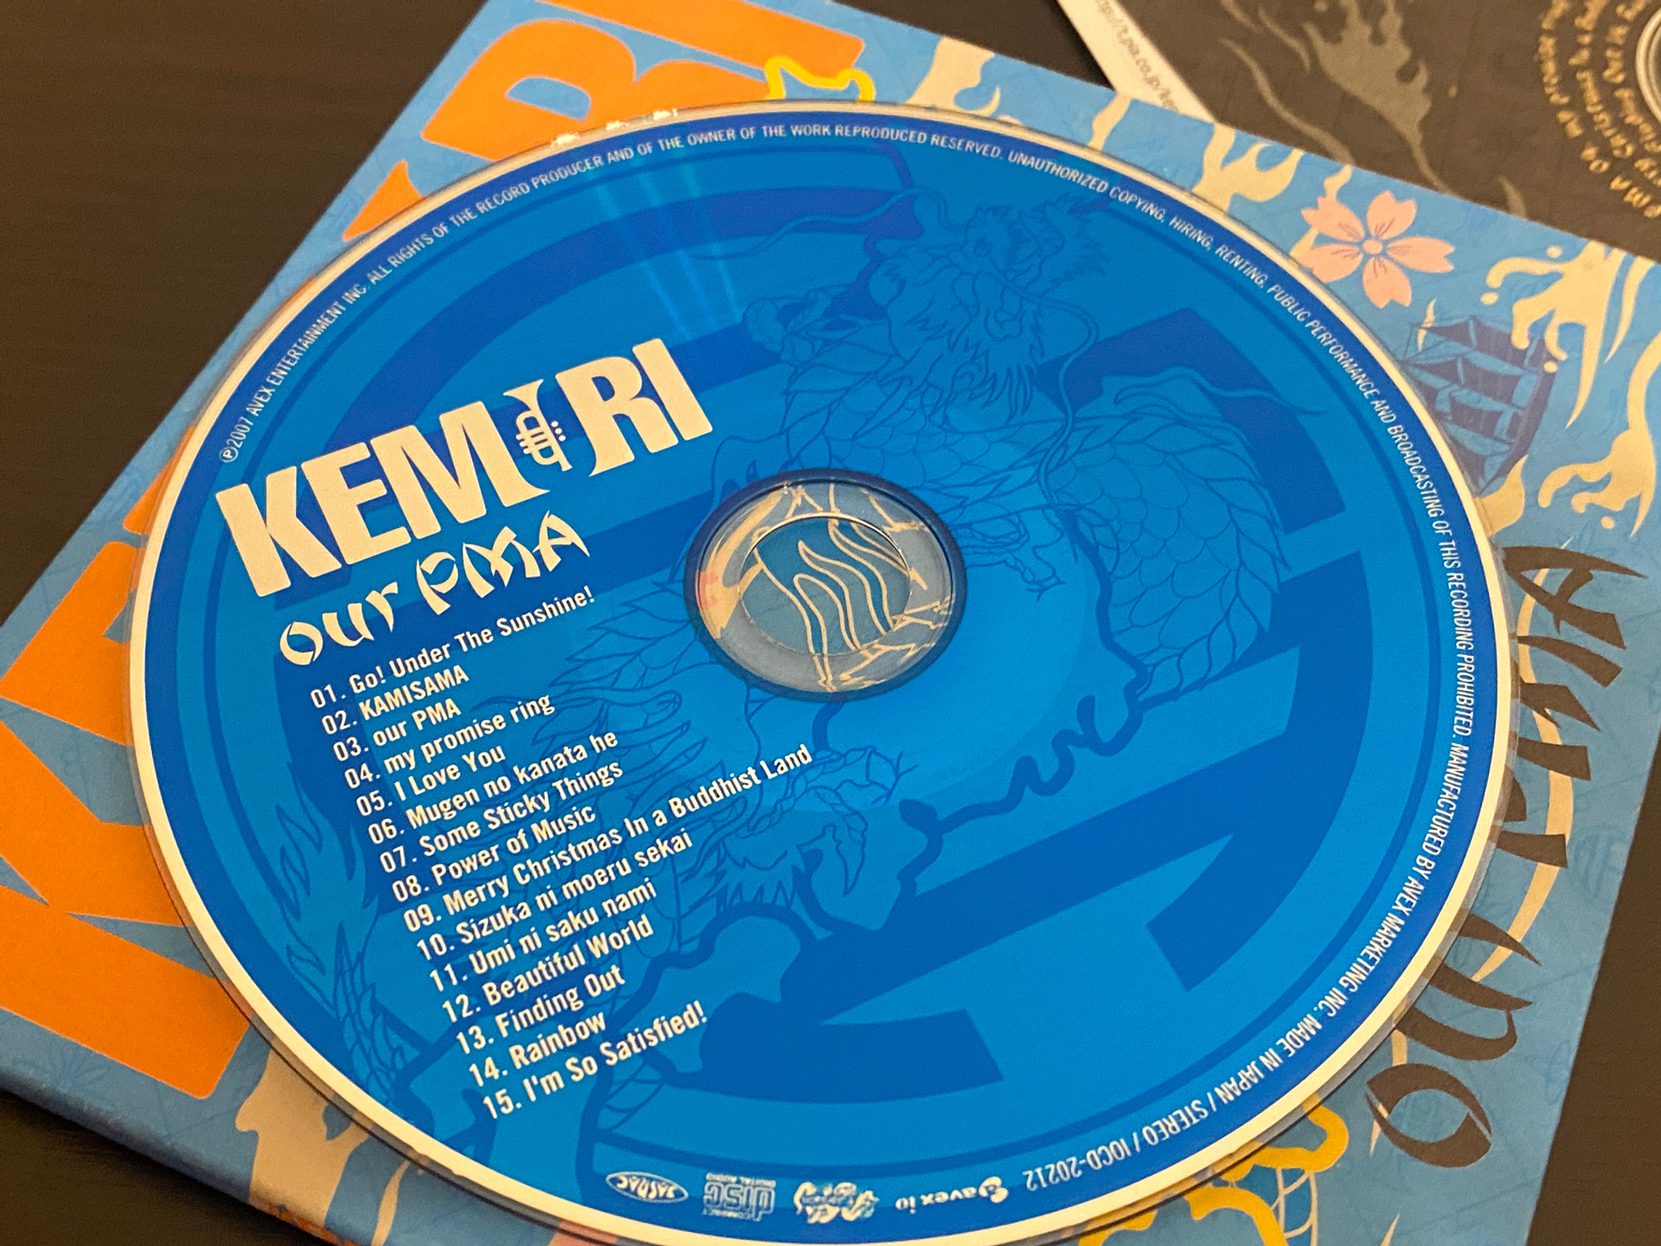 KEMURI
our PMA
01. Go! Under The Sunshine!
02. KAMISAMA
03. our PMA
04. my promise ring
05. I Love You
06. Mugen no kanata he
07. Some Sticky Things
08. Power of Music
09. Merry Christmas In a Buddhist Land
10. Sizuka ni moeru sekai
11. Umi ni saku nami
12. Beautiful World
13. Finding Out
14. Rainbow
15. I'm So Satisfied!
℗2007 AVEX ENTERTAINMENT INC. ALL RIGHTS OF THE RECORD PRODUCER AND OF THE OWNER OF THE WORK REPRODUCED RESERVED. UNAUTHORIZED COPYING, HIRING, RENTING, PUBLIC PERFORMANCE AND BROADCASTING OF THIS RECORDING PROHIBITED. MANUFACTURED BY AVEX MARKETING INC. MADE IN JAPAN / STEREO / IOCD-20212
avex io
COMPACT disc DIGITAL AUDIO
JASRAC
our PMA